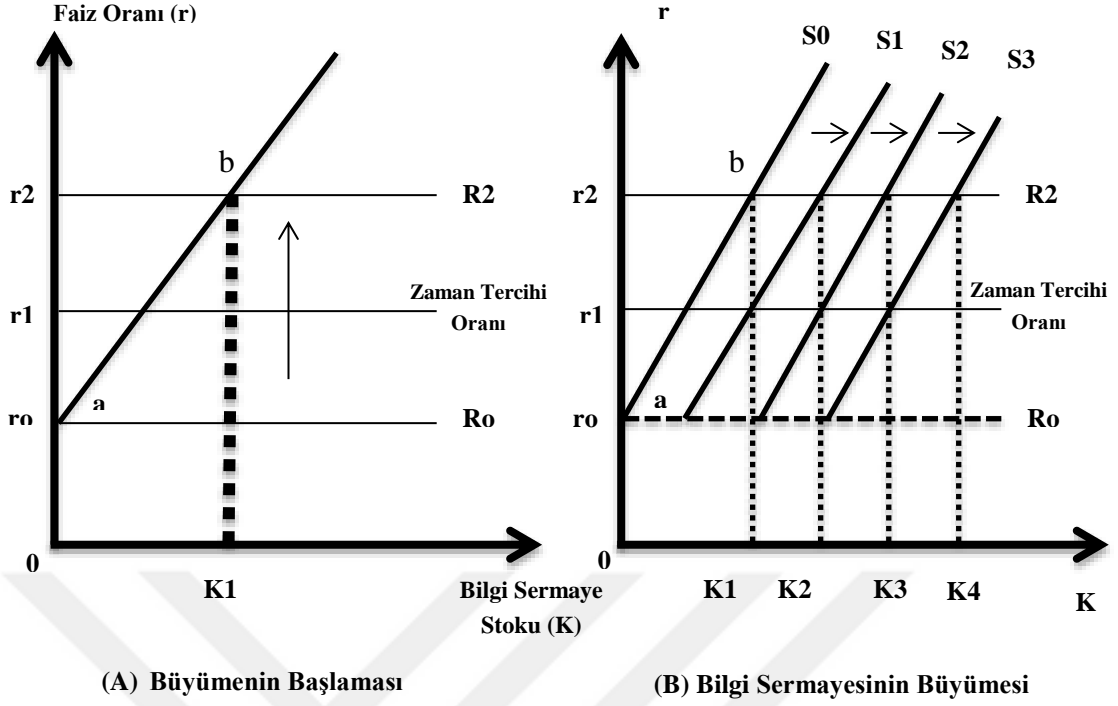 Faiz Oranı (r)
b
r2
R2
Zaman Tercihi
Oranı
r1
a
ro
Ro
0
K1
Bilgi Sermaye
Stoku (K)
(A) Büyümenin Başlaması
r
S0
S1
S2
S3
b
r2
R2
Zaman Tercihi
Oranı
r1
a
ro
Ro
0
K1
K2
K3
K4
K
(B) Bilgi Sermayesinin Büyümesi